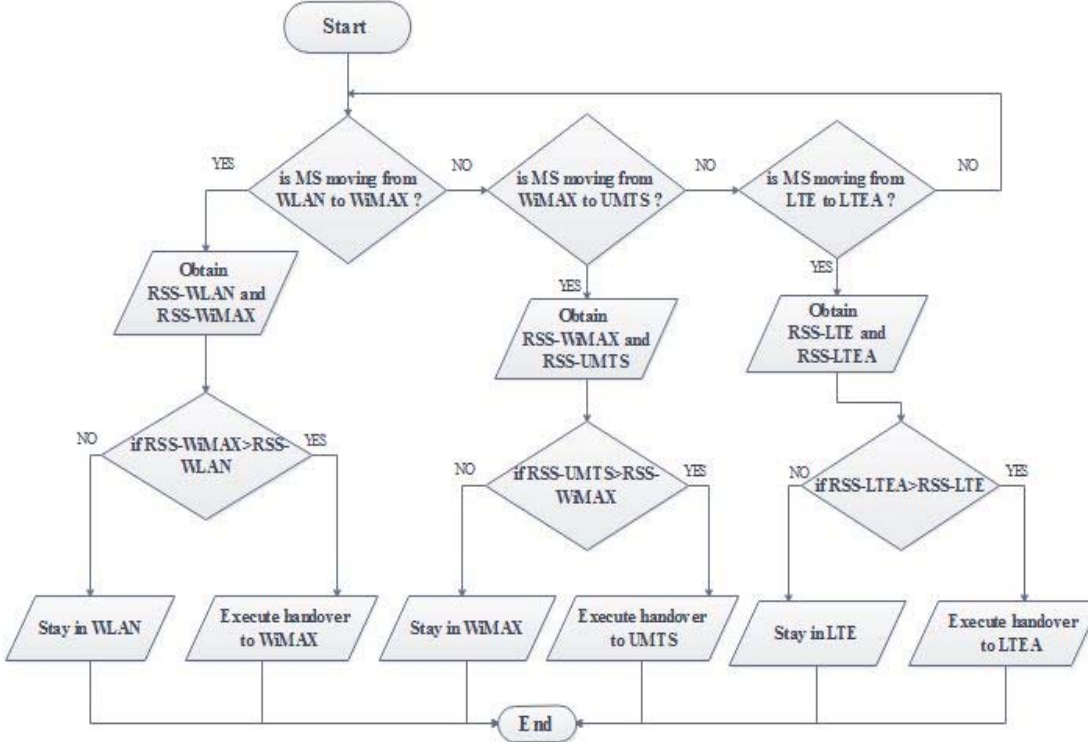 Start
YES
is MS moving from
WLAN to WiMAX ?
NO
is MS moving from
WiMAX to UMTS ?
NO
is MS moving from
LTE to LTEA ?
NO
Obtain
RSS-WLAN and
RSS-WiMAX
YES
Obtain
RSS-WiMAX and
RSS-UMTS
YES
Obtain
RSS-LTE and
RSS-LTEA
NO
if RSS-WiMAX>RSS-
WLAN
YES
NO
if RSS-UMTS>RSS-
WiMAX
YES
NO
if RSS-LTEA>RSS-LTE
YES
Stay in WLAN
Execute handover
to WiMAX
Stay in WiMAX
Execute handover
to UMTS
Stay in LTE
Execute handover
to LTEA
End